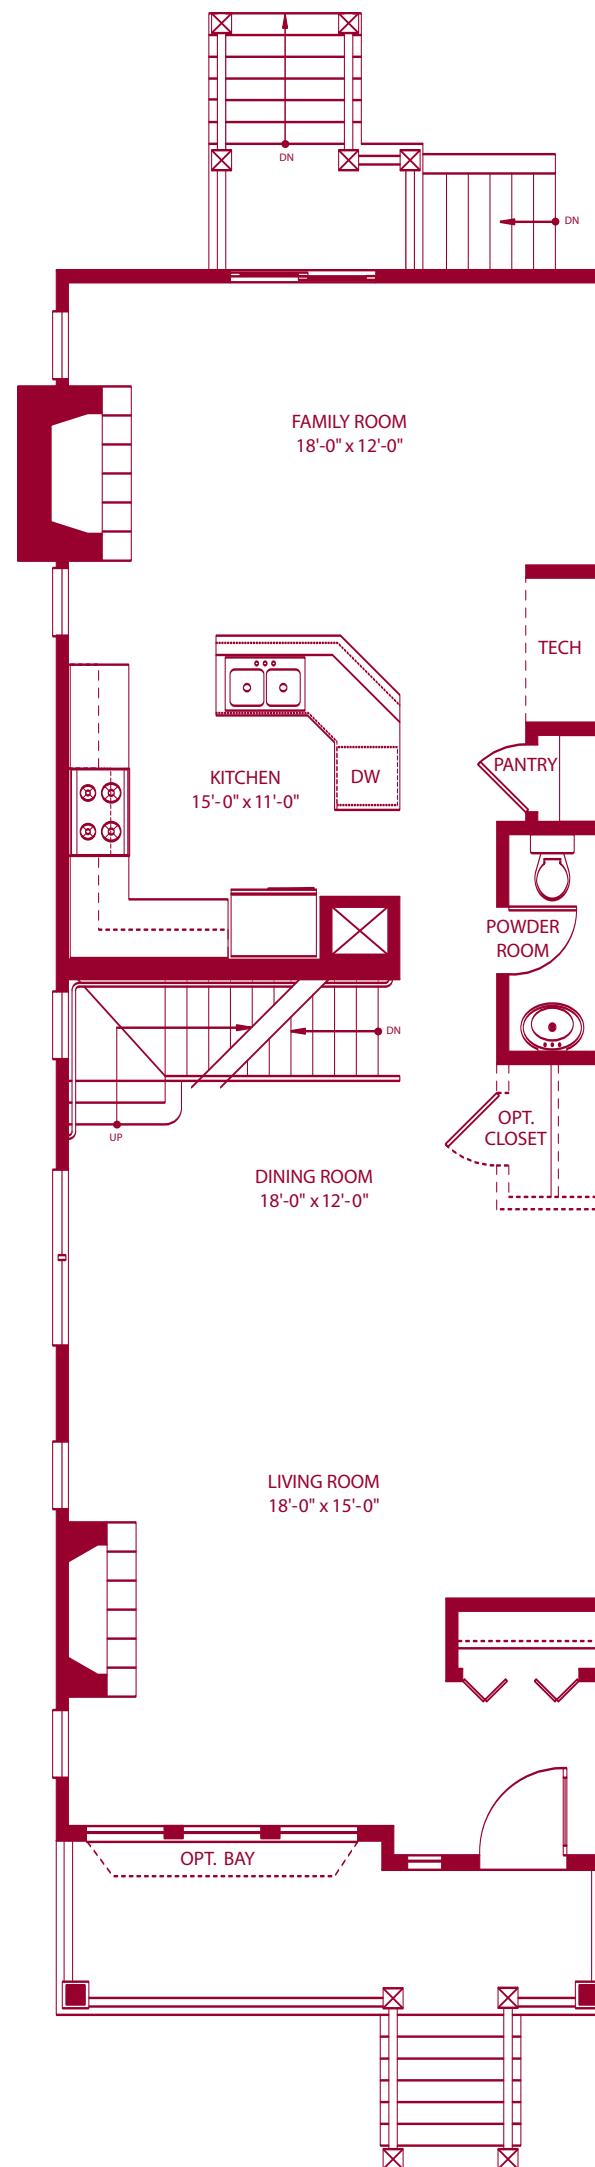 DN
DN
FAMILY ROOM
18'-0" x 12'-0"
TECH
PANTRY
KITCHEN
15'-0" x 11'-0"
DW
POWDER
ROOM
DN
UP
OPT.
CLOSET
DINING ROOM
18'-0" x 12'-0"
LIVING ROOM
18'-0" x 15'-0"
OPT. BAY